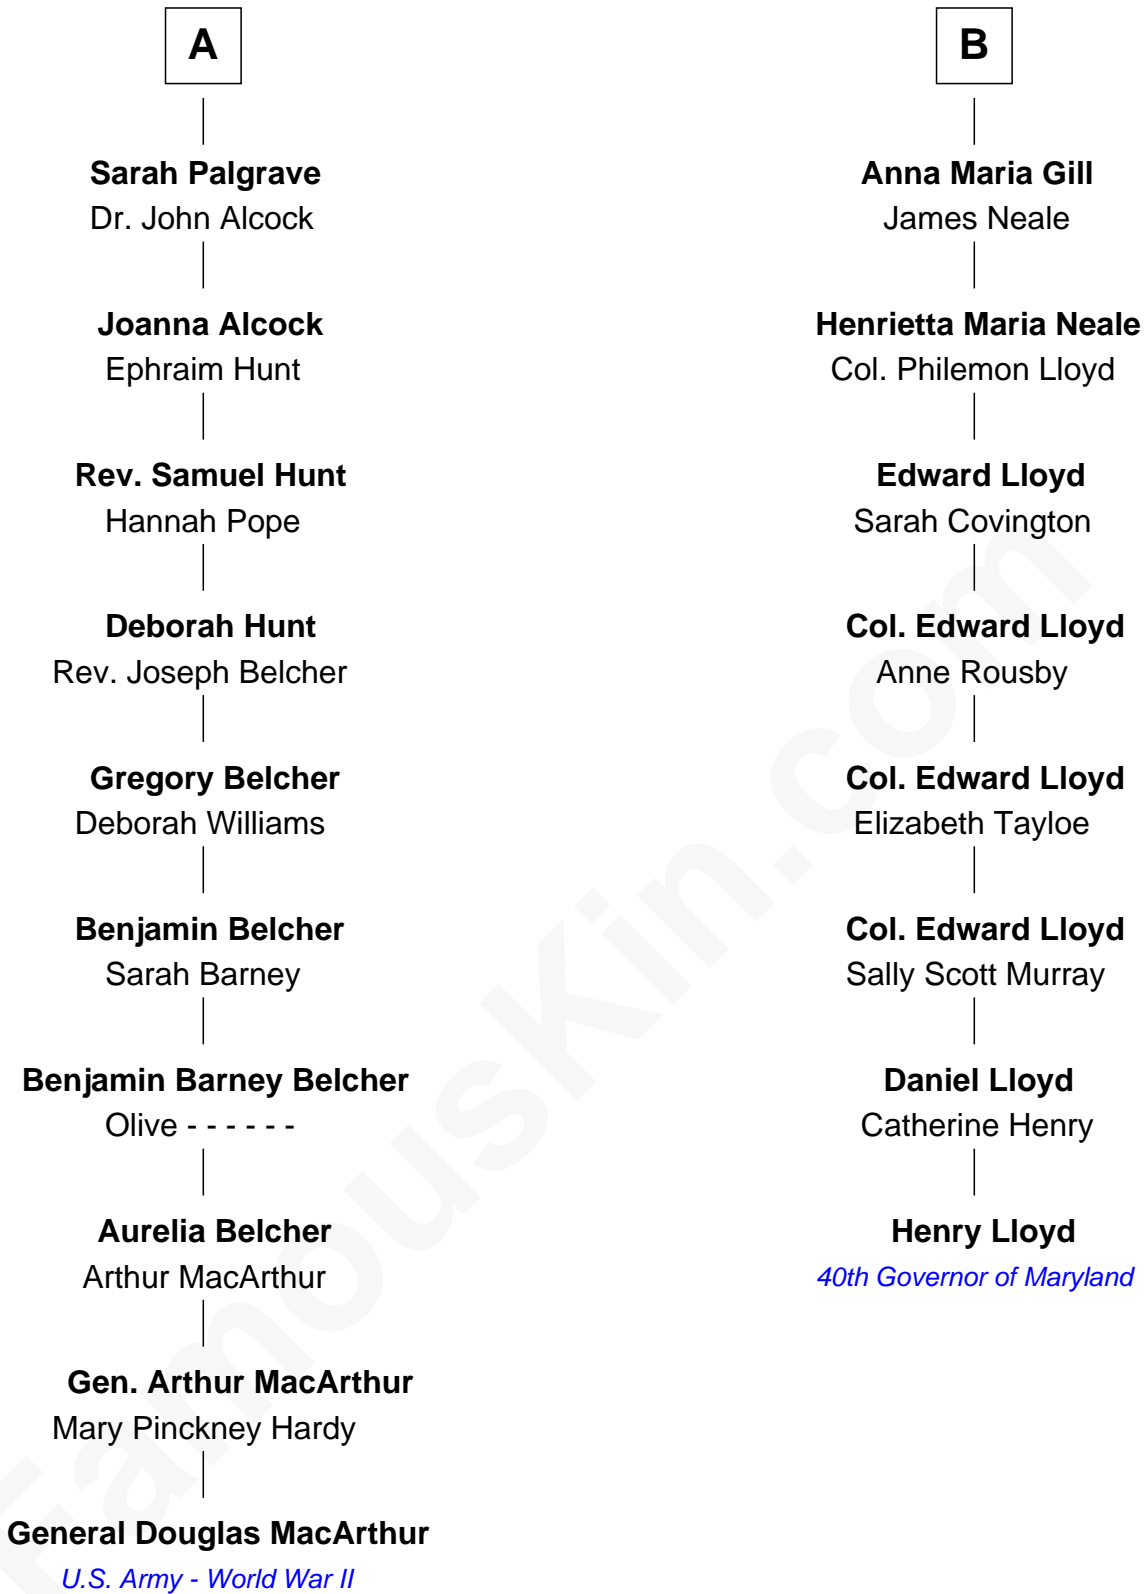 A
Sarah Palgrave
Dr. John Alcock
Joanna Alcock
Ephraim Hunt
Rev. Samuel Hunt
Hannah Pope
Deborah Hunt
Rev. Joseph Belcher
Gregory Belcher
Deborah Williams
Benjamin Belcher
Sarah Barney
Benjamin Barney Belcher
Olive - - - - - -
Aurelia Belcher
Arthur MacArthur
Gen. Arthur MacArthur
Mary Pinckney Hardy
General Douglas MacArthur
U.S. Army - World War II
B
Anna Maria Gill
James Neale
Henrietta Maria Neale
Col. Philemon Lloyd
Edward Lloyd
Sarah Covington
Col. Edward Lloyd
Anne Rousby
Col. Edward Lloyd
Elizabeth Tayloe
Col. Edward Lloyd
Sally Scott Murray
Daniel Lloyd
Catherine Henry
Henry Lloyd
40th Governor of Maryland
FamousKin.com